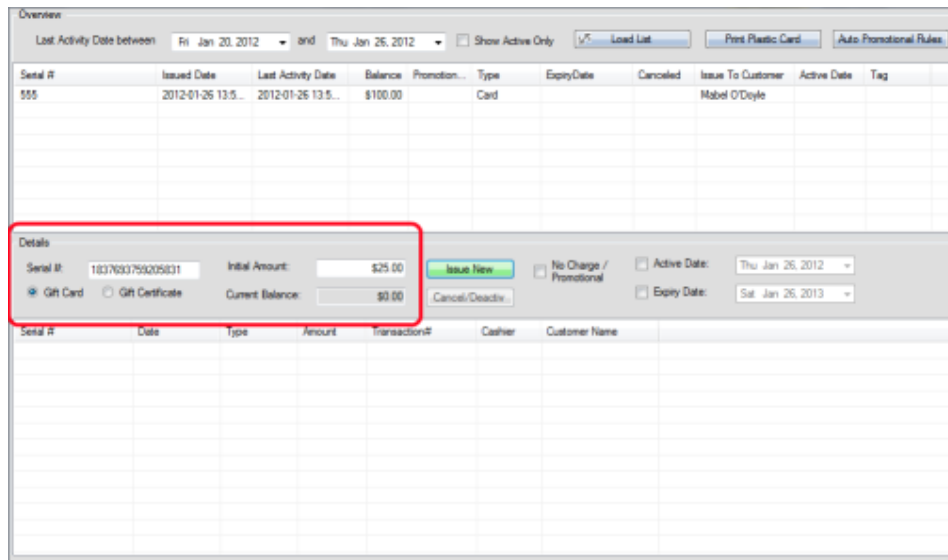 Overview
Last Activity Date between Fri Jan 20, 2012 and Thu Jan 26, 2012 Show Active Only Load List Print Plastic Card Auto Promotional Rules
Serial # Issued Date Last Activity Date Balance Promotion... Type ExpiryDate Canceled Issue To Customer Active Date Tag
555 2012-01-26 13:5... 2012-01-26 13:5... $100.00 Card Mabel O'Doyle
Details
Serial #: 1837693759205831 Initial Amount: $25.00 Issue New No Charge / Promotional Active Date: Thu Jan 26, 2012
Gift Card Gift Certificate Current Balance: $0.00 Cancel/Deactiv... Expiry Date: Sat Jan 26, 2013
Serial # Date Type Amount Transaction# Cashier Customer Name